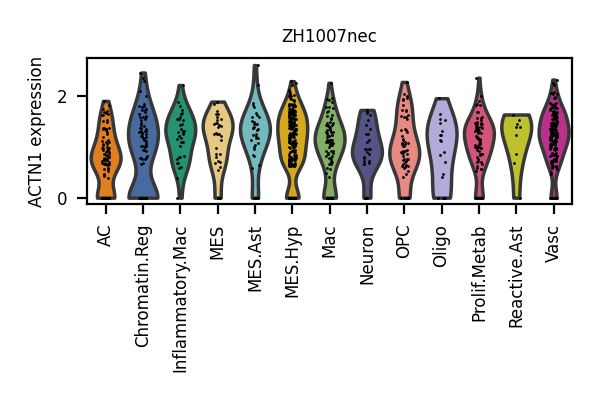 ZH1007nec
ACTN1 expression
2
0
AC
Chromatin.Reg
Inflammatory.Mac
MES
MES.Ast
MES.Hyp
Mac
Neuron
OPC
Oligo
Prolif.Metab
Reactive.Ast
Vasc